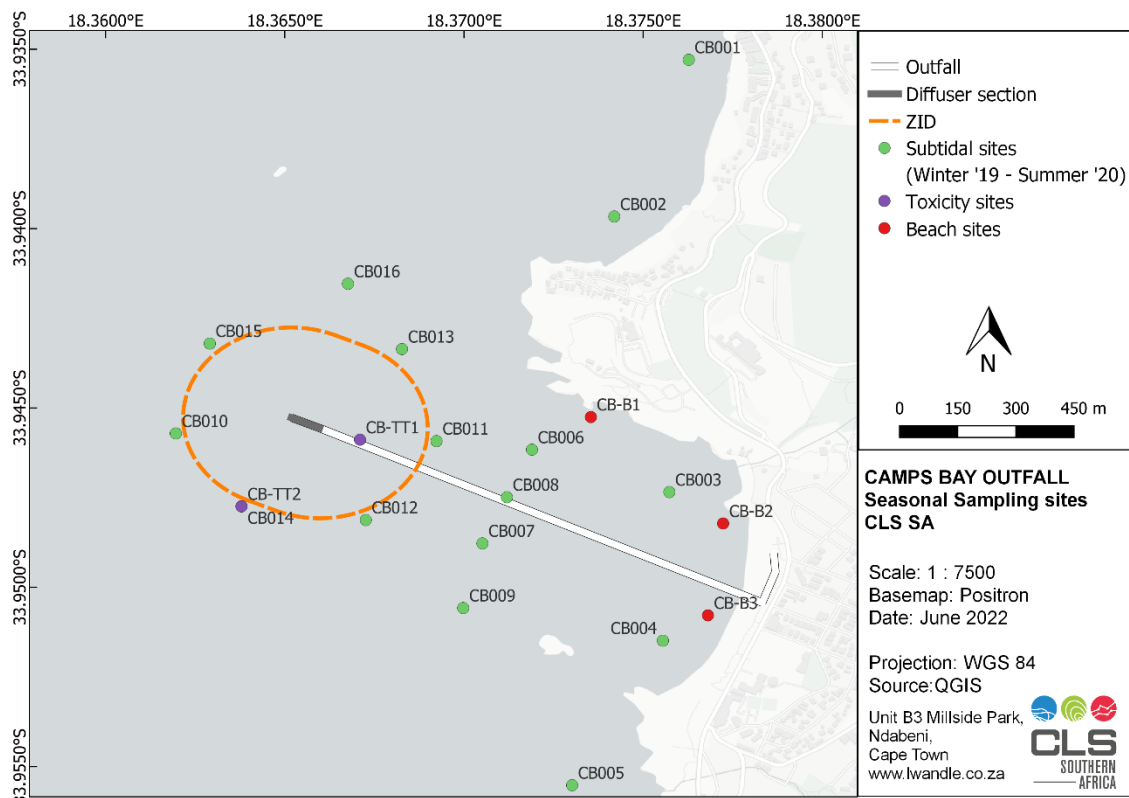 18.3600°E
18.3650°E
18.3700°E
18.3750°E
18.3800°E
33.9350°S
33.9400°S
33.9450°S
33.9500°S
33.9550°S
CB001
CB002
CB016
CB015
CB013
CB010
CB-TT1
CB011
CB-B1
CB006
CB003
CB008
CB-TT2
CB014
CB012
CB-B2
CB007
CB009
CB-B3
CB004
CB005
Outfall
Diffuser section
ZID
Subtidal sites
(Winter '19 - Summer '20)
Toxicity sites
Beach sites
N
0 150 300 450 m
CAMPS BAY OUTFALL
Seasonal Sampling sites
CLS SA
Scale: 1 : 7500
Basemap: Positron
Date: June 2022
Projection: WGS 84
Source:QGIS
Unit B3 Millside Park,
Ndabeni,
Cape Town
www.lwandle.co.za
CLS
SOUTHERN
AFRICA